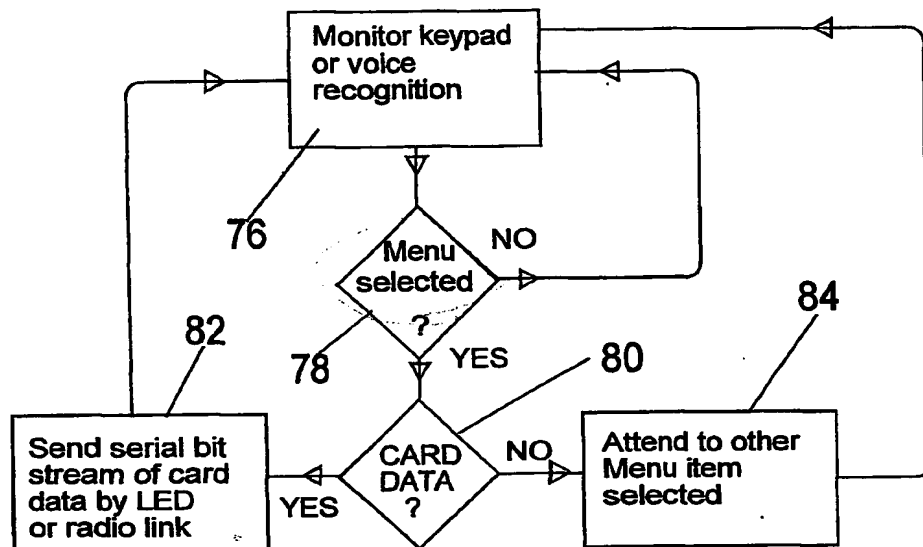 Monitor keypad
or voice
recognition
76
Menu
selected
?
NO
78
YES
80
84
82
CARD
DATA
?
NO
YES
Attend to other
Menu item
selected
Send serial bit
stream of card
data by LED
or radio link